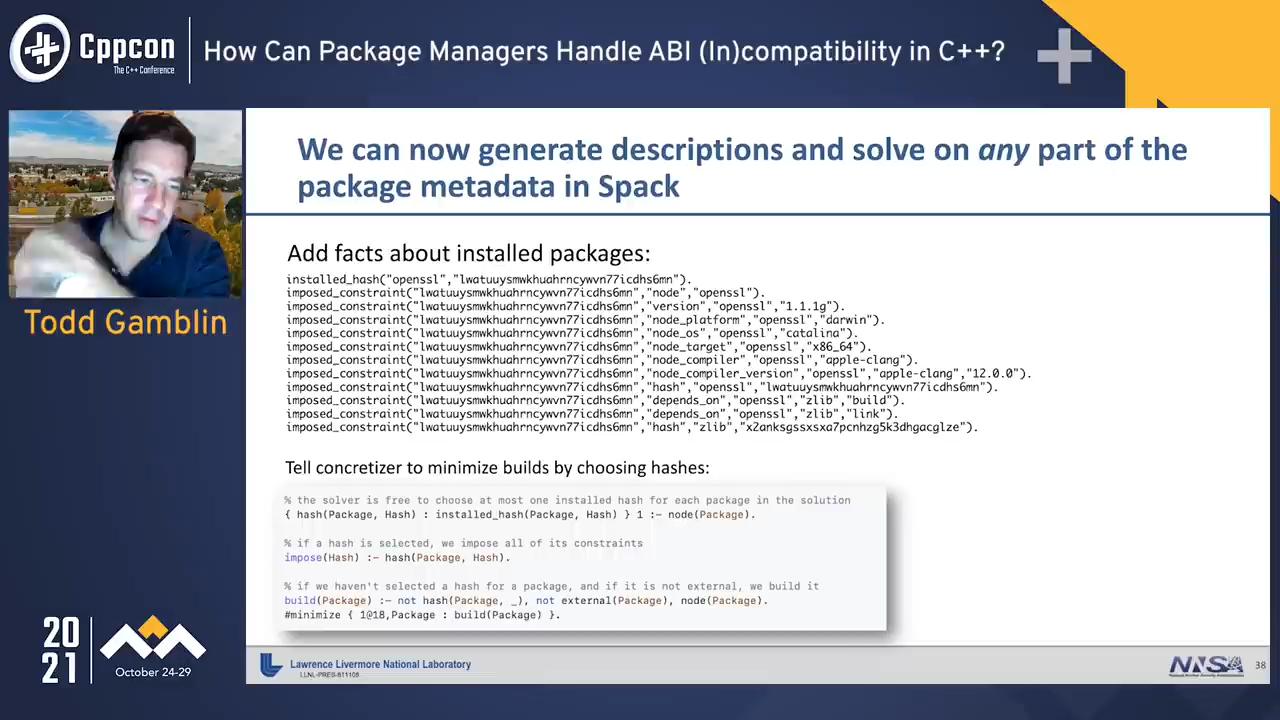 Cppcon
The C++ Conference
How Can Package Managers Handle ABI (In)compatibility in C++?
Todd Gamblin
We can now generate descriptions and solve on any part of the
package metadata in Spack
Add facts about installed packages:
installed_hash("openssl","lwatuuysmwkhuahrncywvn77icdhs6mn").
imposed_constraint("lwatuuysmwkhuahrncywvn77icdhs6mn","node","openssl").
imposed_constraint("lwatuuysmwkhuahrncywvn77icdhs6mn","version","openssl","1.1.1g").
imposed_constraint("lwatuuysmwkhuahrncywvn77icdhs6mn","node_platform","openssl","darwin").
imposed_constraint("lwatuuysmwkhuahrncywvn77icdhs6mn","node_os","openssl","catalina").
imposed_constraint("lwatuuysmwkhuahrncywvn77icdhs6mn","node_target","openssl","x86_64").
imposed_constraint("lwatuuysmwkhuahrncywvn77icdhs6mn","node_compiler","openssl","apple-clang").
imposed_constraint("lwatuuysmwkhuahrncywvn77icdhs6mn","node_compiler_version","openssl","apple-clang","12.0.0").
imposed_constraint("lwatuuysmwkhuahrncywvn77icdhs6mn","hash","openssl","lwatuuysmwkhuahrncywvn77icdhs6mn").
imposed_constraint("lwatuuysmwkhuahrncywvn77icdhs6mn","depends_on","openssl","zlib","build").
imposed_constraint("lwatuuysmwkhuahrncywvn77icdhs6mn","depends_on","openssl","zlib","link").
imposed_constraint("lwatuuysmwkhuahrncywvn77icdhs6mn","hash","zlib","x2anksgssxsxa7pcnhzg5k3dhgacglze").
Tell concretizer to minimize builds by choosing hashes:
% the solver is free to choose at most one installed hash for each package in the solution
{ hash(Package, Hash) : installed_hash(Package, Hash) } 1 :- node(Package).
% if a hash is selected, we impose all of its constraints
impose(Hash) :- hash(Package, Hash).
% if we haven't selected a hash for a package, and if it is not external, we build it
build(Package) :- not hash(Package, _), not external(Package), node(Package).
#minimize { 1@18,Package : build(Package) }.
20
21
October 24-29
Lawrence Livermore National Laboratory
LLNL-PRES-811108
NNSA
38